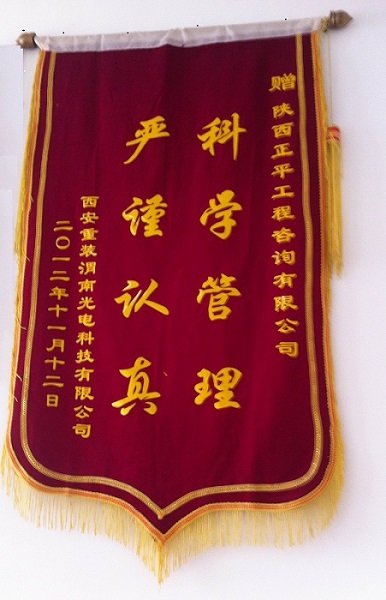 赠 陕西正平工程咨询有限公司
科学管理
严谨认真
西安重装渭南光电科技有限公司
二〇一二年十一月十二日